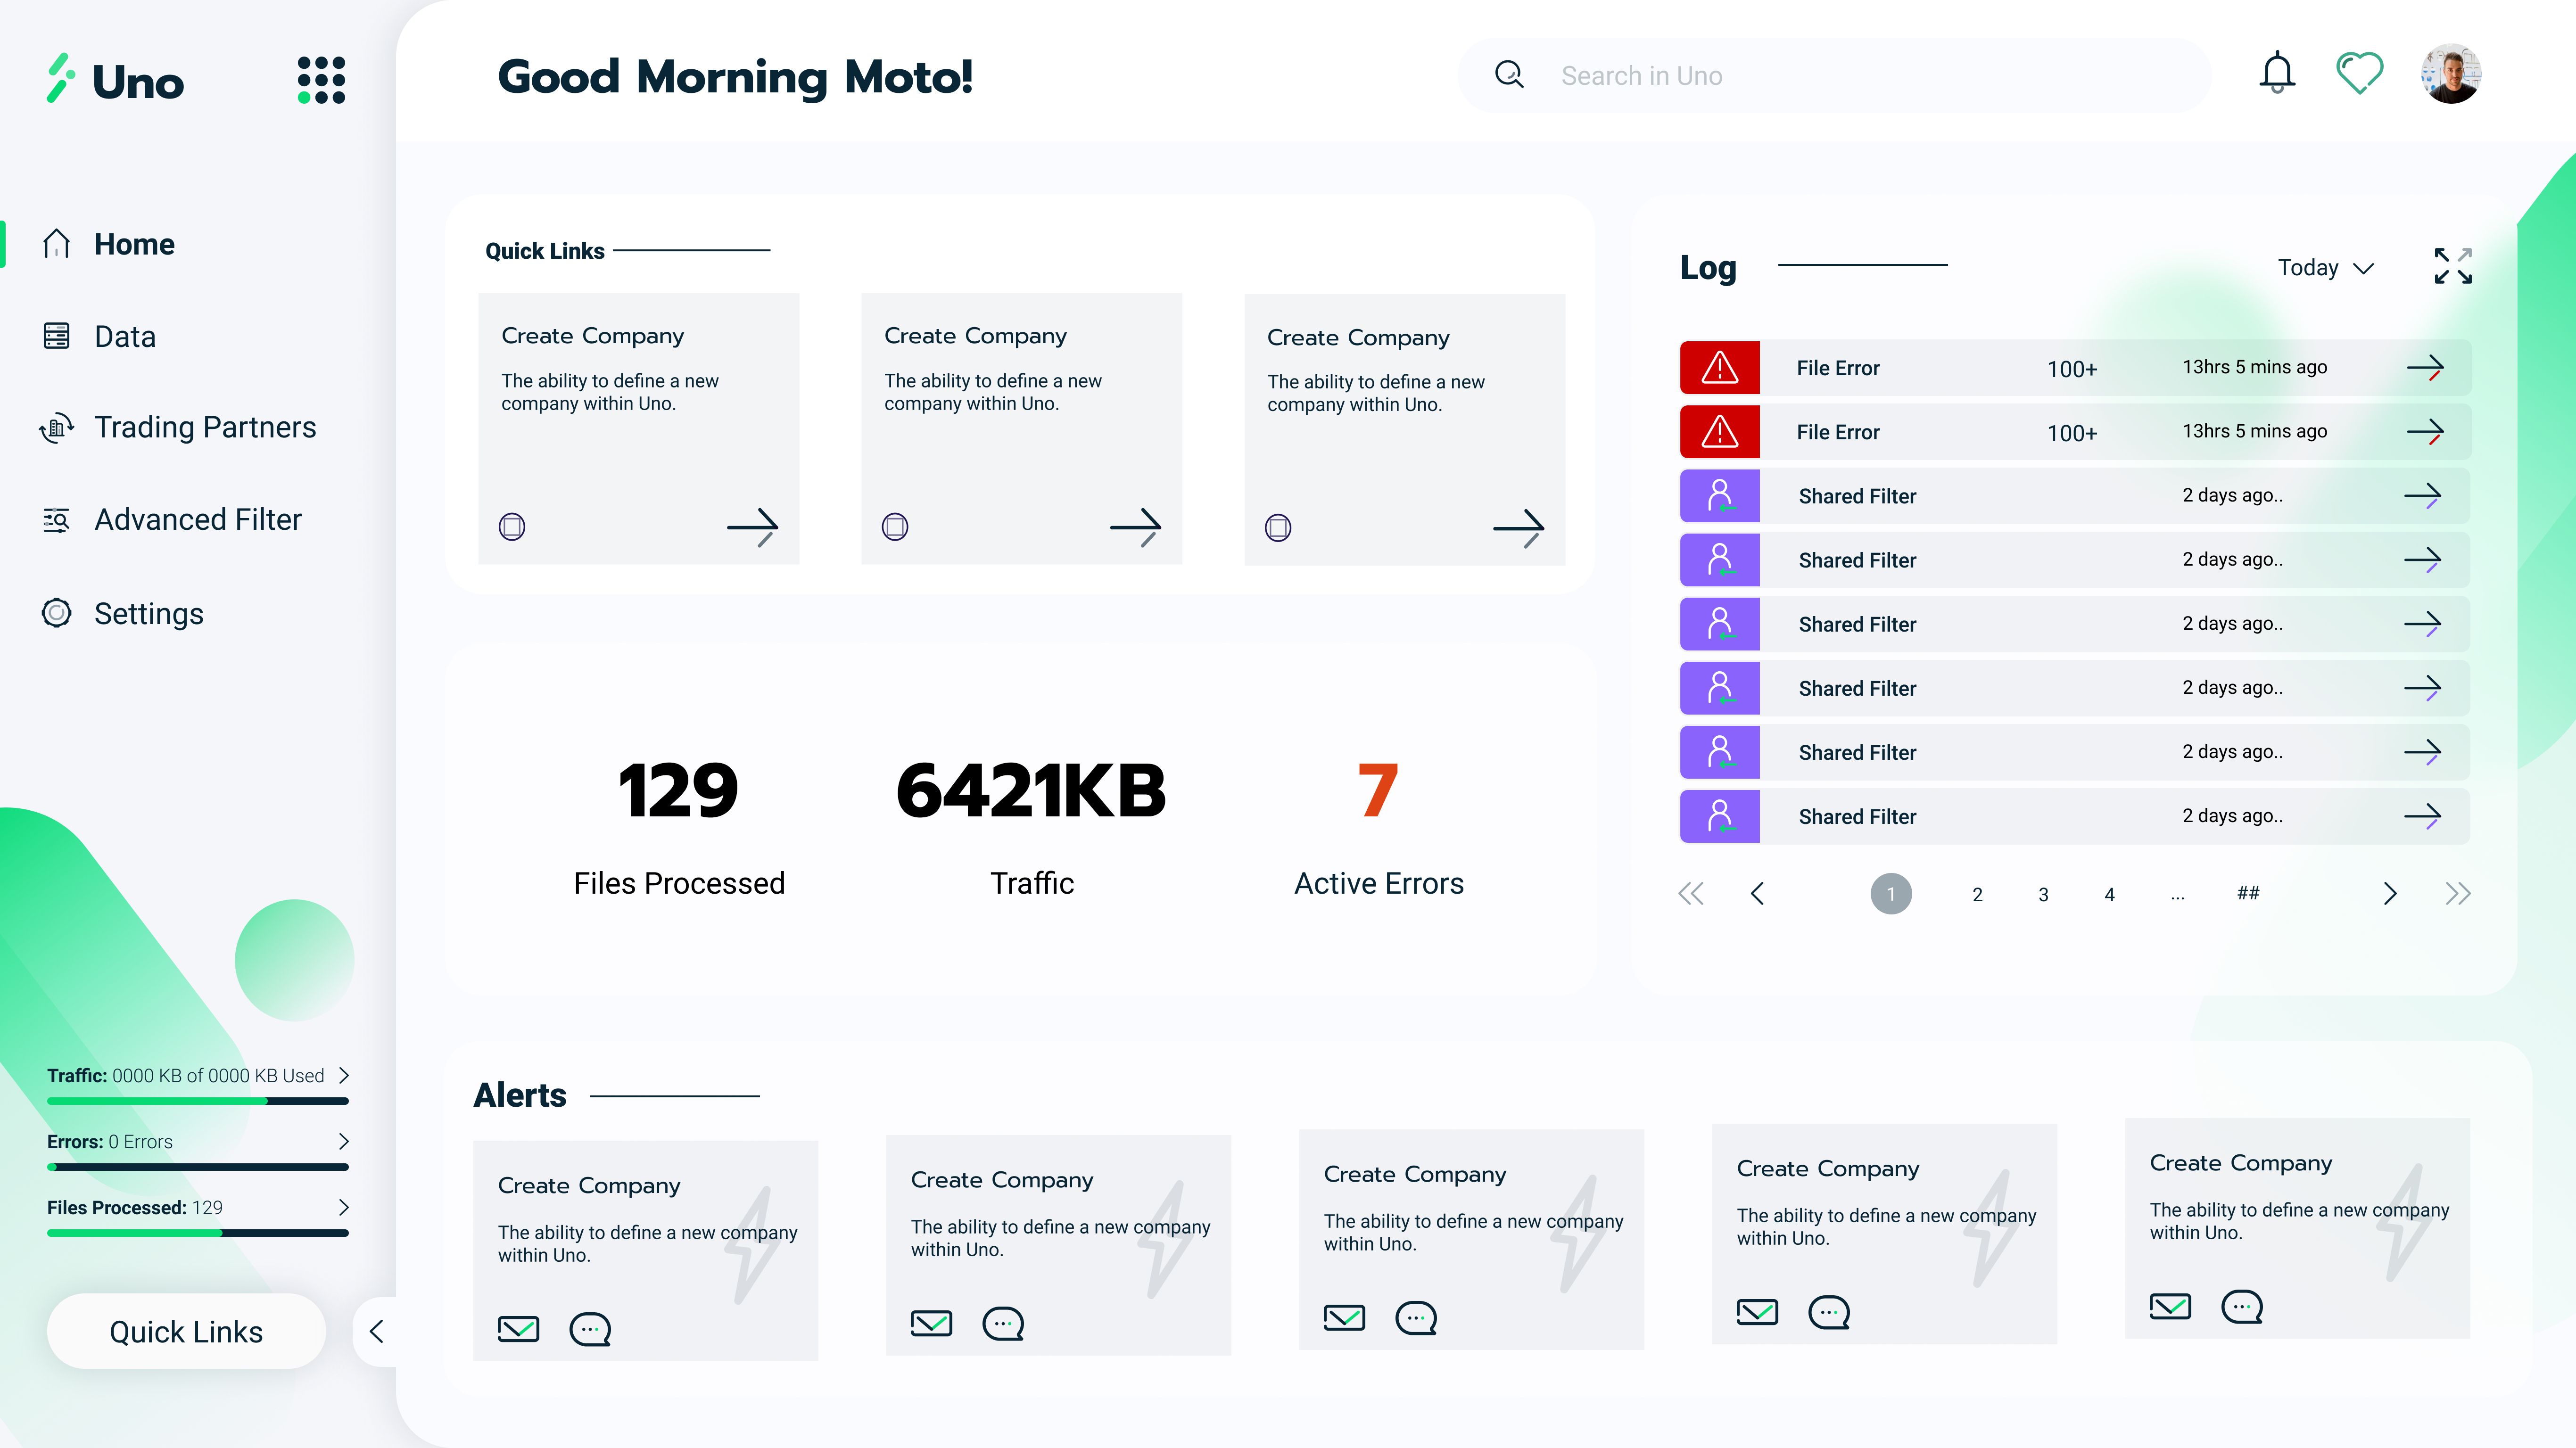 Uno
Good Morning Moto!
Search in Uno
Home
Data
Trading Partners
Advanced Filter
Settings
Traffic: 0000 KB of 0000 KB Used
Errors: 0 Errors
Files Processed: 129
Quick Links
Quick Links
Create Company
The ability to define a new
company within Uno.
Create Company
The ability to define a new
company within Uno.
Create Company
The ability to define a new
company within Uno.
129
Files Processed
6421KB
Traffic
7
Active Errors
Log
Today
File Error 100+ 13hrs 5 mins ago
File Error 100+ 13hrs 5 mins ago
Shared Filter 2 days ago..
Shared Filter 2 days ago..
Shared Filter 2 days ago..
Shared Filter 2 days ago..
Shared Filter 2 days ago..
Shared Filter 2 days ago..
1 2 3 4 ... ##
Alerts
Create Company
The ability to define a new company
within Uno.
Create Company
The ability to define a new company
within Uno.
Create Company
The ability to define a new company
within Uno.
Create Company
The ability to define a new company
within Uno.
Create Company
The ability to define a new company
within Uno.